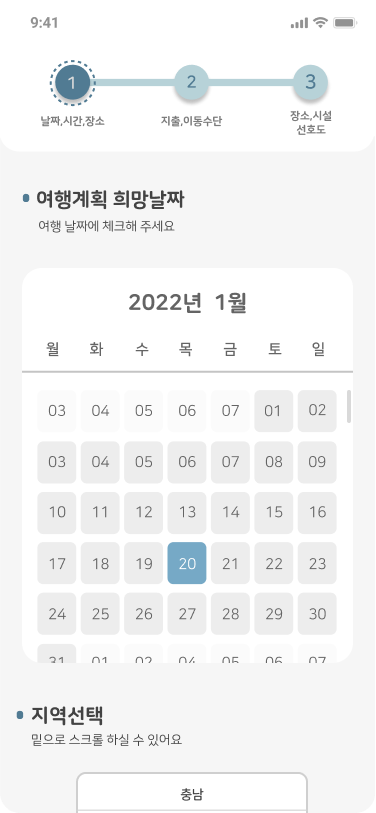 9:41
1 2 3
날짜,시간,장소 지출,이동수단 장소,시설
선호도
여행계획 희망날짜
여행 날짜에 체크해 주세요
2022년 1월
월 화 수 목 금 토 일
03 04 05 06 07 01 02
03 04 05 06 07 08 09
10 11 12 13 14 15 16
17 18 19 20 21 22 23
24 25 26 27 28 29 30
31 01 02 04 05 06 07
지역선택
밑으로 스크롤 하실 수 있어요
충남